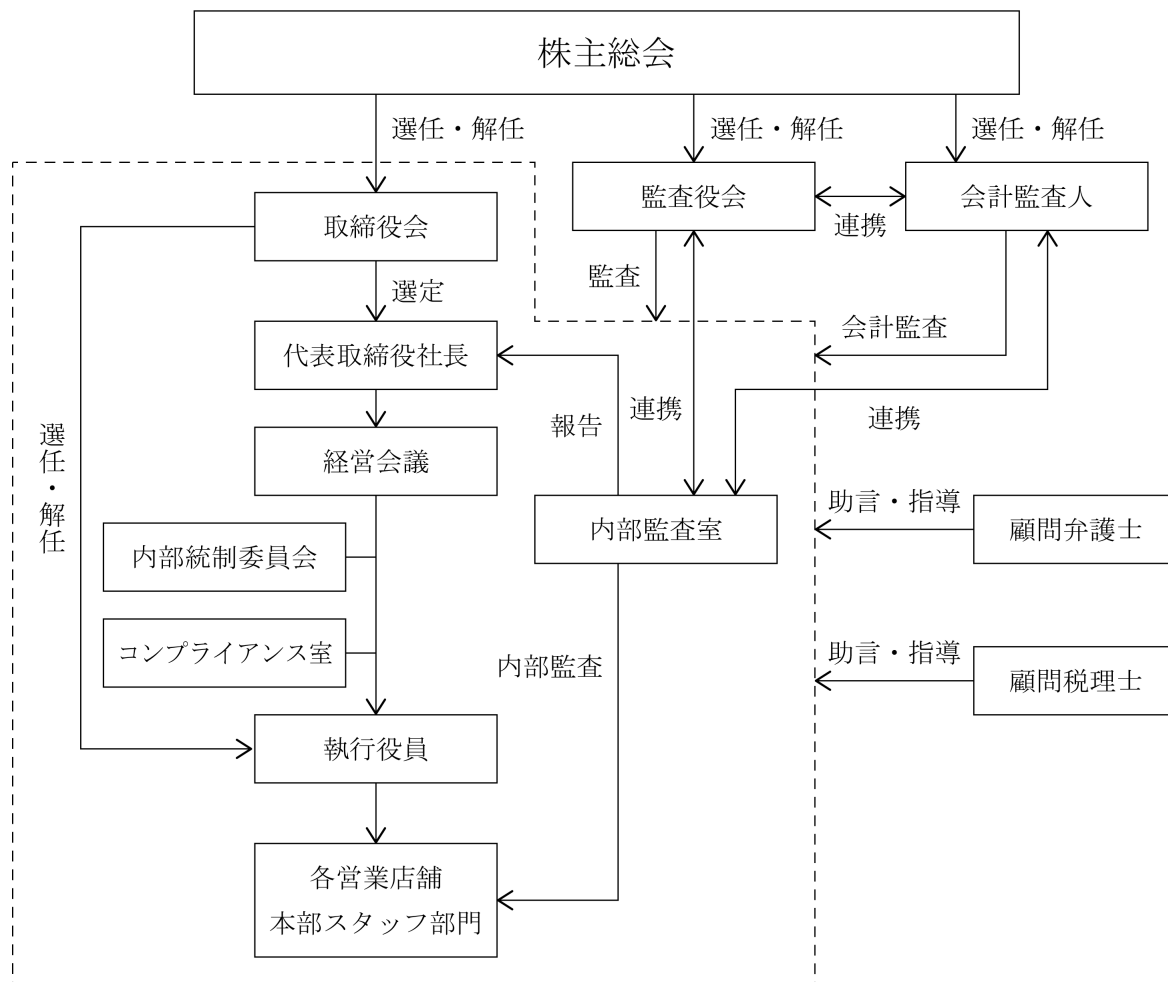 株主総会
選任・解任
選任・解任
選任・解任
監査役会
会計監査人
取締役会
連携
監査
選定
会計監査
代表取締役社長
報告
連携
連携
選任・解任
経営会議
助言・指導
内部監査室
顧問弁護士
内部統制委員会
コンプライアンス室
内部監査
助言・指導
顧問税理士
執行役員
各営業店舗
本部スタッフ部門